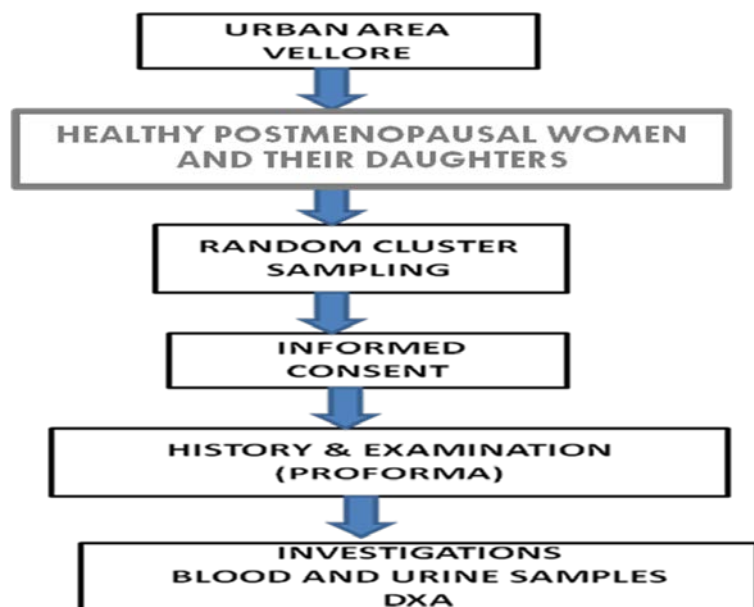 URBAN AREA
VELLORE
HEALTHY POSTMENOPAUSAL WOMEN
AND THEIR DAUGHTERS
RANDOM CLUSTER
SAMPLING
INFORMED
CONSENT
HISTORY & EXAMINATION
(PROFORMA)
INVESTIGATIONS
BLOOD AND URINE SAMPLES
DXA